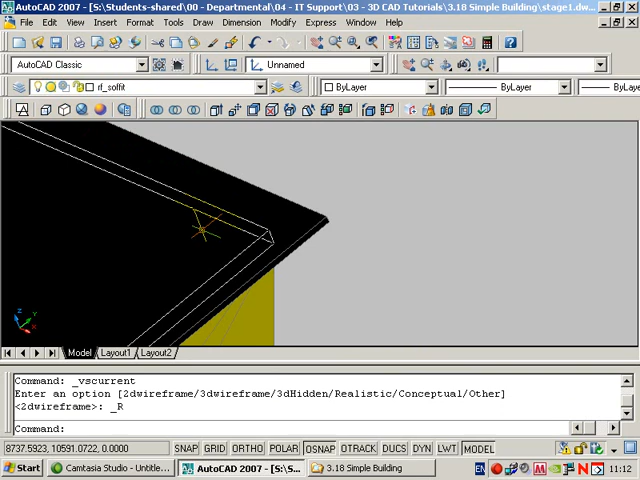 AutoCAD 2007 - [S:\Students-shared\00 - Departmental\04 - IT Support\03 - 3D CAD Tutorials\3.18 Simple Building\stage1.dw...
File Edit View Insert Format Tools Draw Dimension Modify Express Window Help
AutoCAD Classic Unnamed
rf_soffit ByLayer ByLayer ByLayer
Z
Y
X
Model Layout1 Layout2
Command: _vscurrent
Enter an option [2dwireframe/3dwireframe/3dHidden/Realistic/Conceptual/Other]
<2dwireframe>: _R
Command:
8737.5923, 10591.0722, 0.0000 SNAP GRID ORTHO POLAR OSNAP OTRACK DUCS DYN LWT MODEL
Start Camtasia Studio - Untitle... AutoCAD 2007 - [S:\S... 3.18 Simple Building EN 11:12